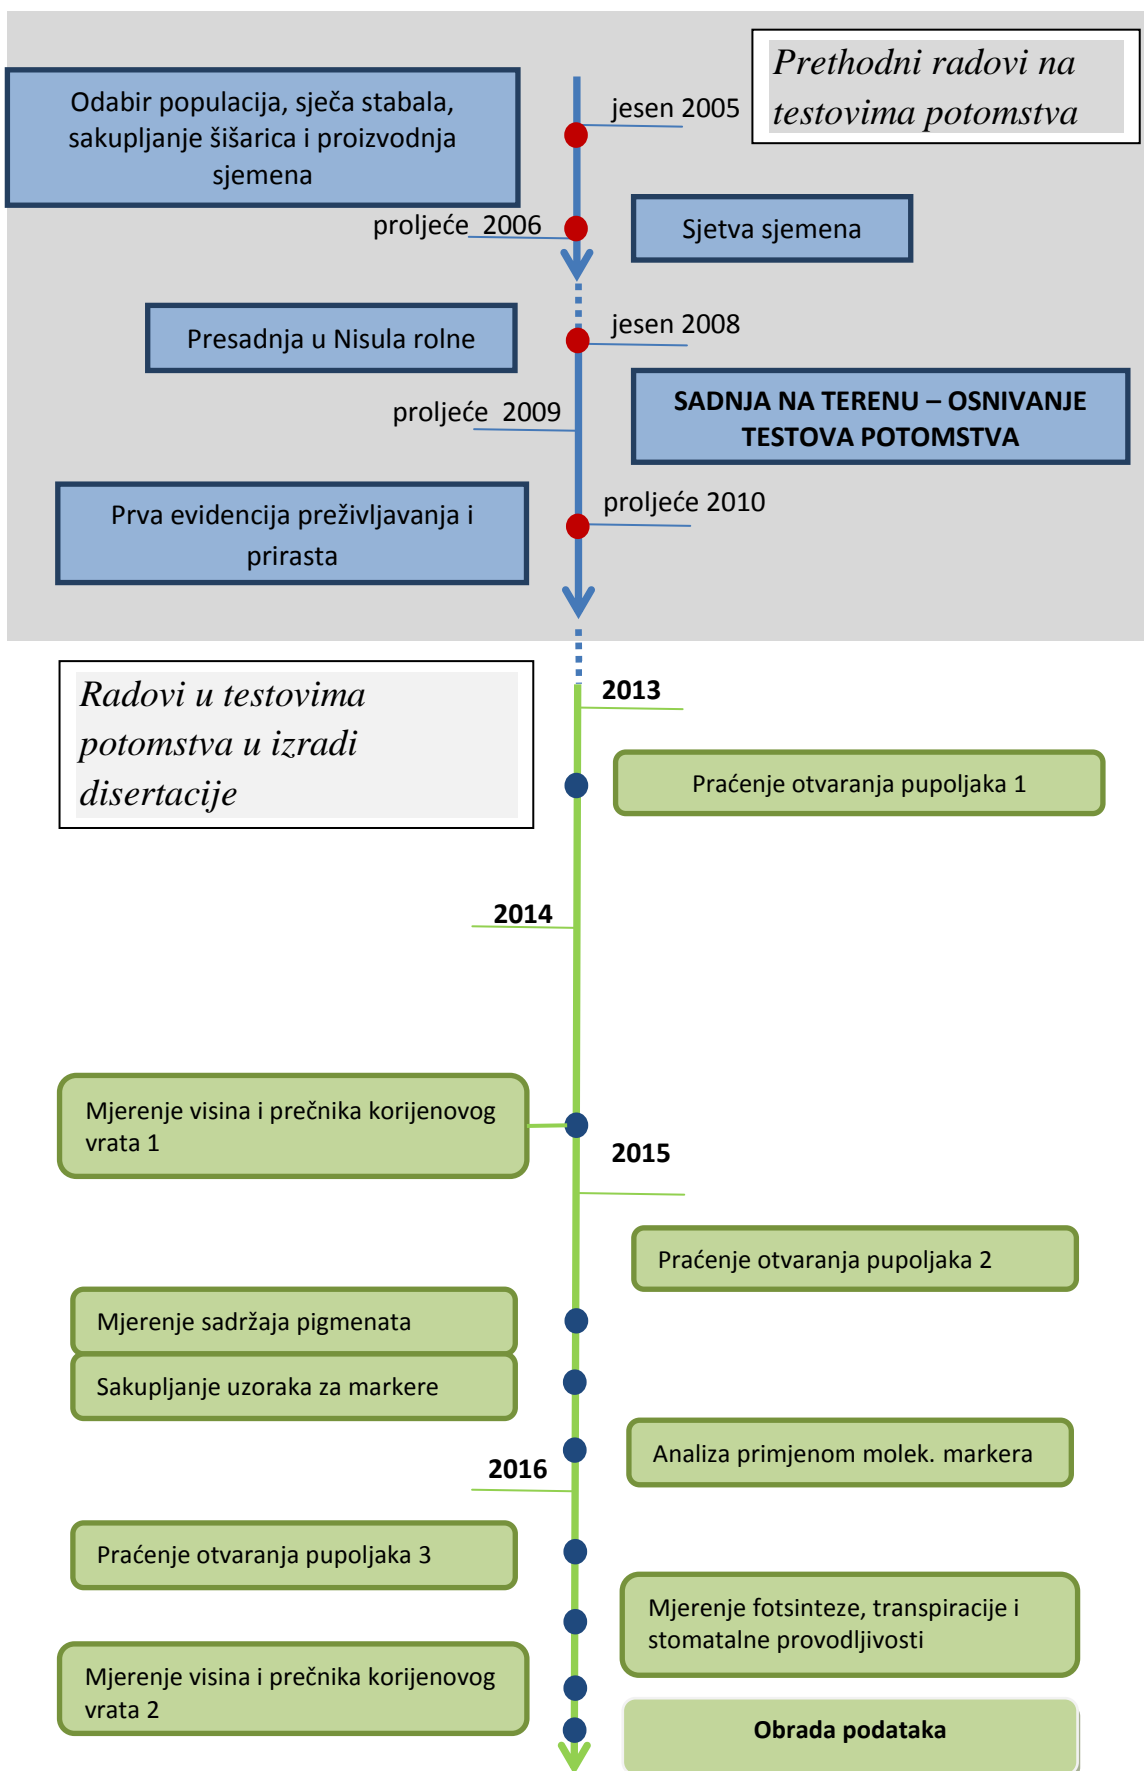 Prethodni radovi na
testovima potomstva
Odabir populacija, sječa stabala,
sakupljanje šišarica i proizvodnja
sjemena
jesen 2005
proljeće  2006
Sjetva sjemena
Presadnja u Nisula rolne
jesen 2008
proljeće  2009
SADNJA NA TERENU – OSNIVANJE
TESTOVA POTOMSTVA
Prva evidencija preživljavanja i
prirasta
proljeće 2010
Radovi u testovima
potomstva u izradi
disertacije
2013
Praćenje otvaranja pupoljaka 1
2014
Mjerenje visina i prečnika korijenovog
vrata 1
2015
Praćenje otvaranja pupoljaka 2
Mjerenje sadržaja pigmenata
Sakupljanje uzoraka za markere
Analiza primjenom molek. markera
2016
Praćenje otvaranja pupoljaka 3
Mjerenje fotsinteze, transpiracije i
stomatalne provodljivosti
Mjerenje visina i prečnika korijenovog
vrata 2
Obrada podataka